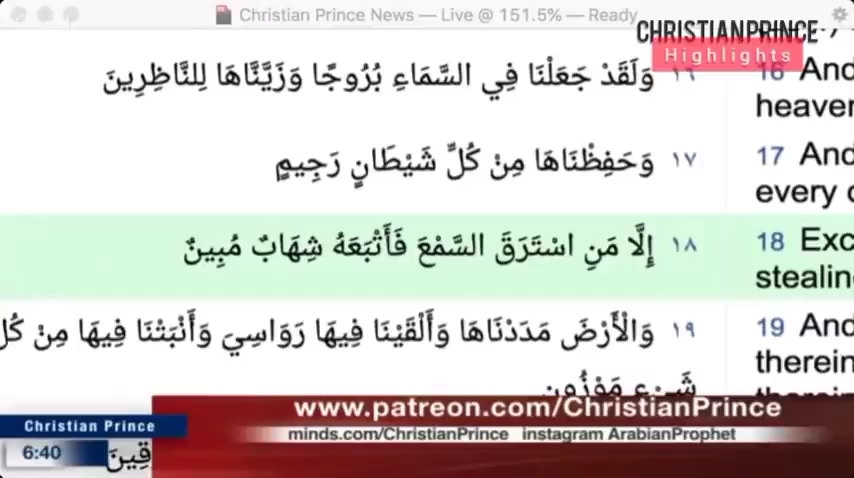 Christian Prince News — Live @ 151.5% — Ready
CHRISTIANPRINCE
Highlights
١٦ وَلَقَدْ جَعَلْنَا فِي السَّمَاءِ بُرُوجًا وَزَيَّنَّاهَا لِلنَّاظِرِينَ
16 And
heaven
١٧ وَحَفِظْنَاهَا مِنْ كُلِّ شَيْطَانٍ رَجِيمٍ
17 And
every
١٨ إِلَّا مَنِ اسْتَرَقَ السَّمْعَ فَأَتْبَعَهُ شِهَابٌ مُبِينٌ
18 Exc
stealin
١٩ وَالْأَرْضَ مَدَدْنَاهَا وَأَلْقَيْنَا فِيهَا رَوَاسِيَ وَأَنْبَتْنَا فِيهَا مِنْ كُلِّ
شَيْءٍ مَوْزُونٍ
19 And
therein
www.patreon.com/ChristianPrince
Christian Prince
minds.com/ChristianPrince instagram ArabianProphet
6:40